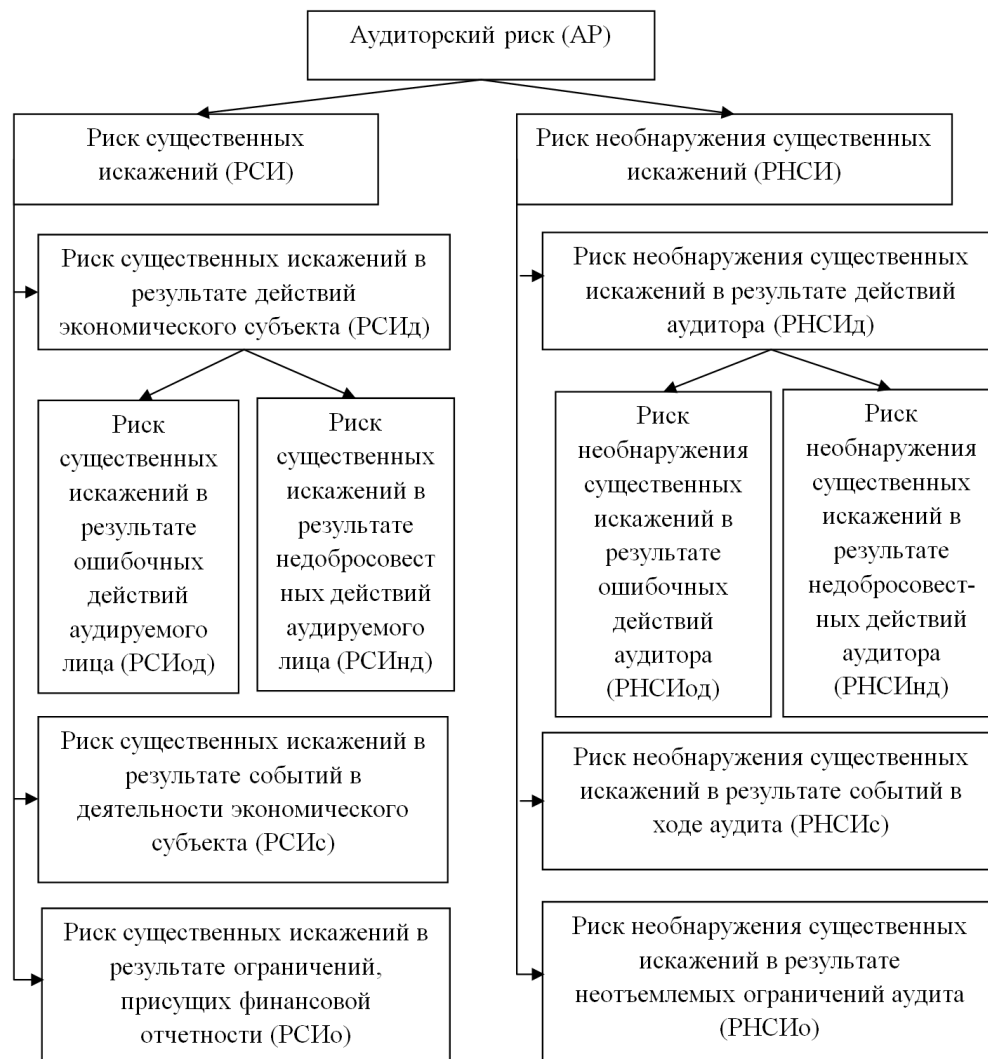 Аудиторский риск (АР)
Риск существенных
искажений (РСИ)
Риск необнаружения существенных
искажений (РНСИ)
Риск существенных искажений в
результате действий
экономического субъекта (РСИд)
Риск необнаружения существенных
искажений в результате действий
аудитора (РНСИд)
Риск
существенных
искажений в
результате
ошибочных
действий
аудируемого
лица (РСИод)
Риск
существенных
искажений в
результате
недобросовест
ных действий
аудируемого
лица (РСИнд)
Риск
необнаружения
существенных
искажений в
результате
ошибочных
действий
аудитора
(РНСИод)
Риск
необнаружения
существенных
искажений в
результате
недобросовест-
ных действий
аудитора
(РНСИнд)
Риск существенных искажений в
результате событий в
деятельности экономического
субъекта (РСИс)
Риск необнаружения существенных
искажений в результате событий в
ходе аудита (РНСИс)
Риск существенных искажений в
результате ограничений,
присущих финансовой
отчетности (РСИо)
Риск необнаружения существенных
искажений в результате
неотъемлемых ограничений аудита
(РНСИо)